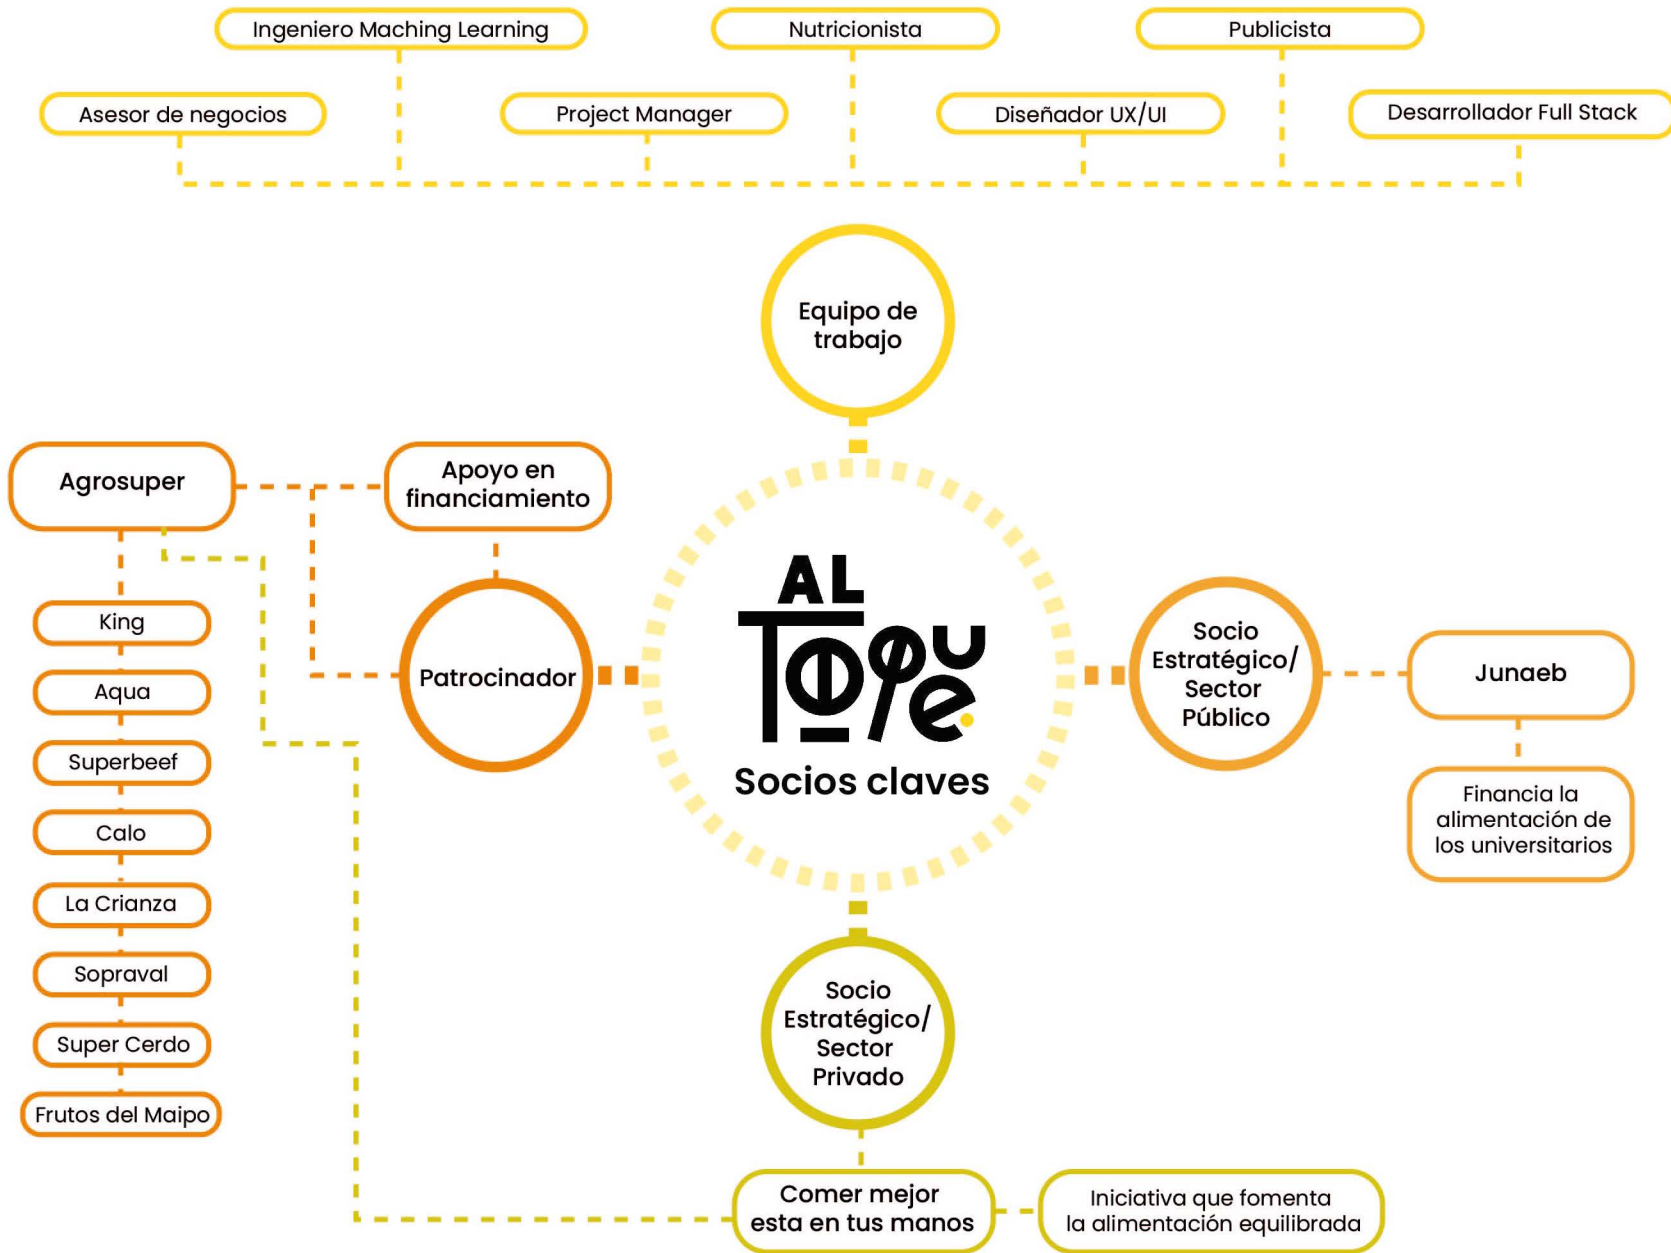 Ingeniero Maching Learning
Nutricionista
Publicista
Asesor de negocios
Project Manager
Diseñador UX/UI
Desarrollador Full Stack
Equipo de
trabajo
Agrosuper
Apoyo en
financiamiento
Patrocinador
King
Aqua
Superbeef
Calo
La Crianza
Sopraval
Super Cerdo
Frutos del Maipo
AL
TOQUE.
Socios claves
Socio
Estratégico/
Sector
Público
Junaeb
Financia la
alimentación de
los universitarios
Socio
Estratégico/
Sector
Privado
Comer mejor
esta en tus manos
Iniciativa que fomenta
la alimentación equilibrada